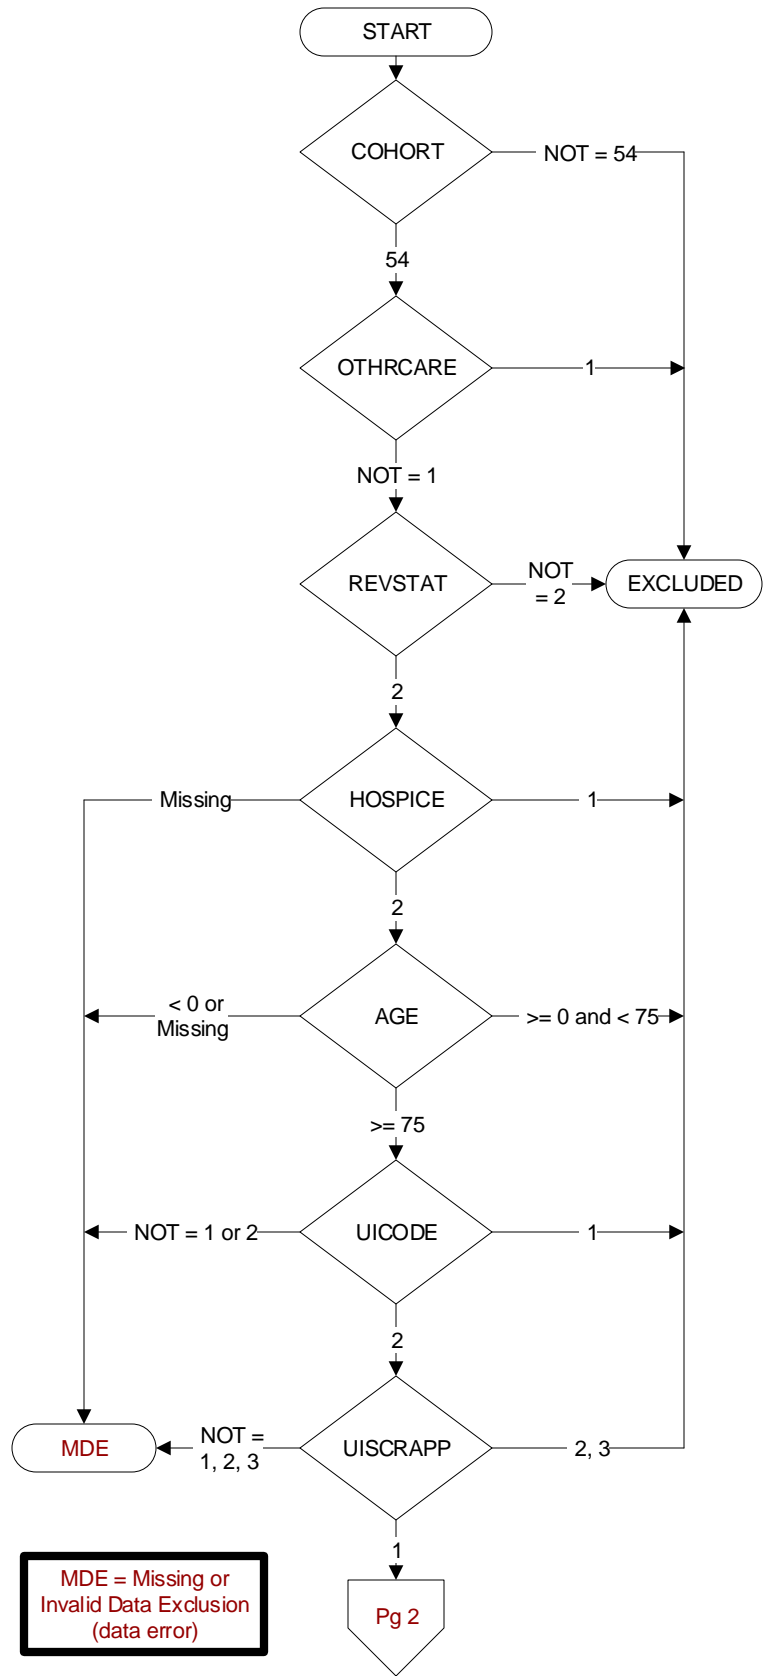 START
COHORT
NOT = 54
54
OTHRCARE
1
NOT = 1
REVSTAT
NOT
= 2
EXCLUDED
2
Missing
HOSPICE
1
2
< 0 or
Missing
AGE
>= 0 and < 75
>= 75
NOT = 1 or 2
UICODE
1
2
MDE
NOT =
1, 2, 3
UISCRAPP
2, 3
1
MDE = Missing or
Invalid Data Exclusion
(data error)
Pg 2